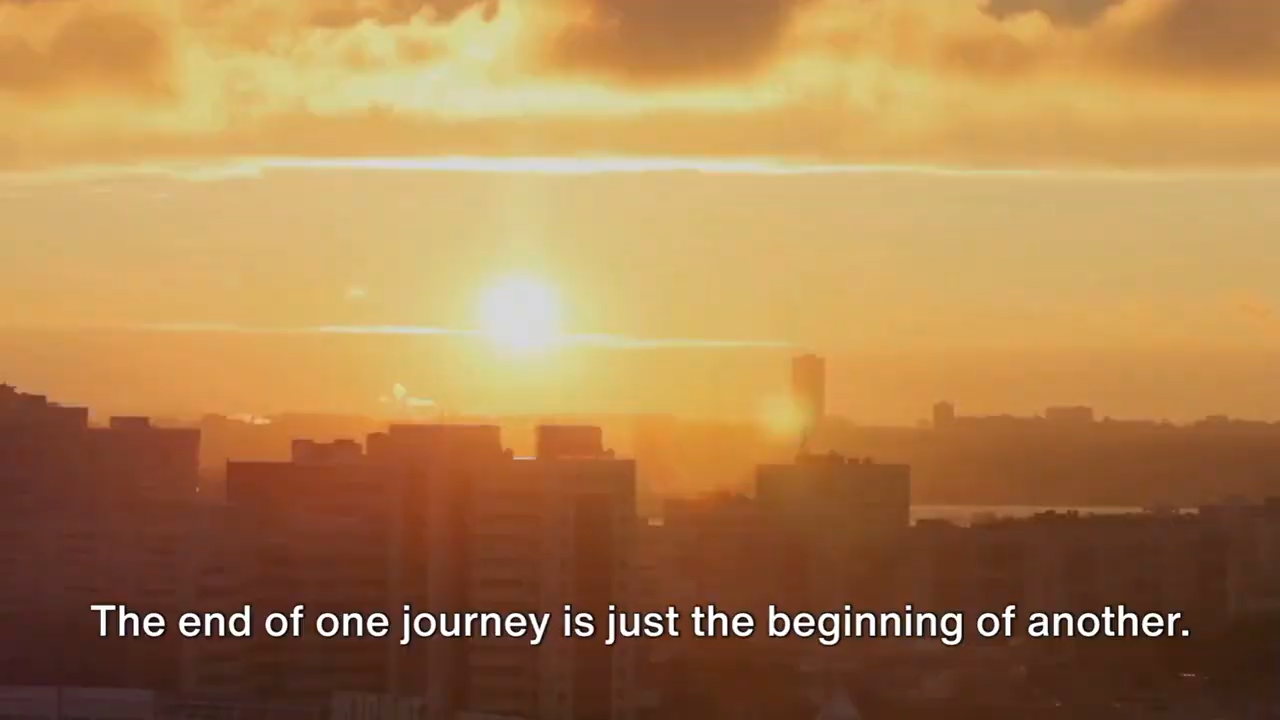 The end of one journey is just the beginning of another.